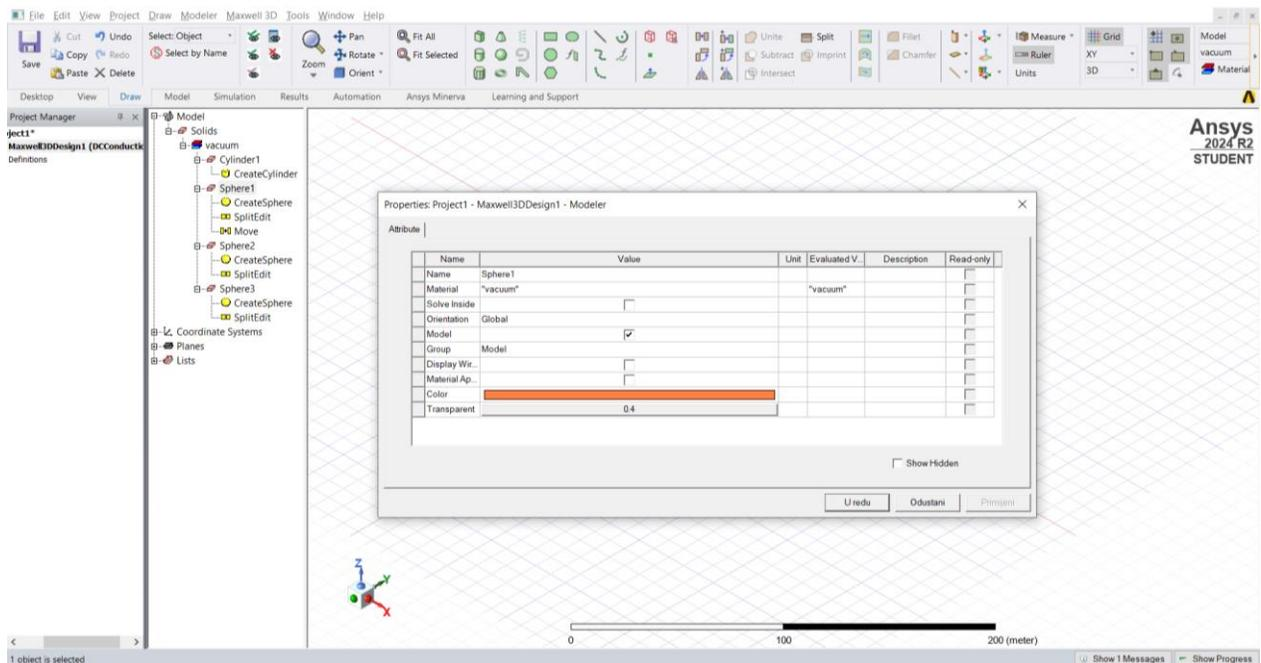 File Edit View Project Draw Modeler Maxwell 3D Tools Window Help
Save
Cut Undo
Copy Redo
Paste Delete
Select: Object
Select by Name
Zoom
Pan
Rotate
Orient
Fit All
Fit Selected
Unite
Subtract
Intersect
Split
Imprint
Fillet
Chamfer
Measure
Ruler
Units
Grid
XY
3D
Model
vacuum
Material
Desktop View Draw Model Simulation Results Automation Ansys Minerva Learning and Support
Project Manager
ject1*
Maxwell3DDesign1 (DCConductic
Definitions
Model
Solids
vacuum
Cylinder1
CreateCylinder
Sphere1
CreateSphere
SplitEdit
Move
Sphere2
CreateSphere
SplitEdit
Sphere3
CreateSphere
SplitEdit
Coordinate Systems
Planes
Lists
Ansys
2024 R2
STUDENT
Properties: Project1 - Maxwell3DDesign1 - Modeler
Attribute
Name Value Unit Evaluated V... Description Read-only
Name Sphere1
Material "vacuum" "vacuum"
Solve Inside
Orientation Global
Model
Group Model
Display Wir...
Material Ap...
Color
Transparent 0.4
Show Hidden
U redu Odustani Primijeni
Z
Y
X
0 100 200 (meter)
1 object is selected
Show 1 Messages Show Progress